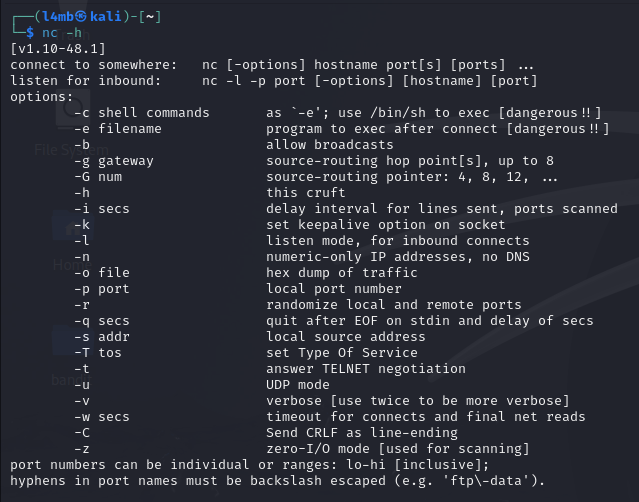 ┌──(l4mb㉿kali)-[~]
└─$ nc -h
[v1.10-48.1]
connect to somewhere:   nc [-options] hostname port[s] [ports] ...
listen for inbound:     nc -l -p port [-options] [hostname] [port]
options:
        -c shell commands       as `-e'; use /bin/sh to exec [dangerous!!]
        -e filename             program to exec after connect [dangerous!!]
        -b                      allow broadcasts
        -g gateway              source-routing hop point[s], up to 8
        -G num                  source-routing pointer: 4, 8, 12, ...
        -h                      this cruft
        -i secs                 delay interval for lines sent, ports scanned
        -k                      set keepalive option on socket
        -l                      listen mode, for inbound connects
        -n                      numeric-only IP addresses, no DNS
        -o file                 hex dump of traffic
        -p port                 local port number
        -r                      randomize local and remote ports
        -q secs                 quit after EOF on stdin and delay of secs
        -s addr                 local source address
        -T tos                  set Type Of Service
        -t                      answer TELNET negotiation
        -u                      UDP mode
        -v                      verbose [use twice to be more verbose]
        -w secs                 timeout for connects and final net reads
        -C                      Send CRLF as line-ending
        -z                      zero-I/O mode [used for scanning]
port numbers can be individual or ranges: lo-hi [inclusive];
hyphens in port names must be backslash escaped (e.g. 'ftp\-data').
File System